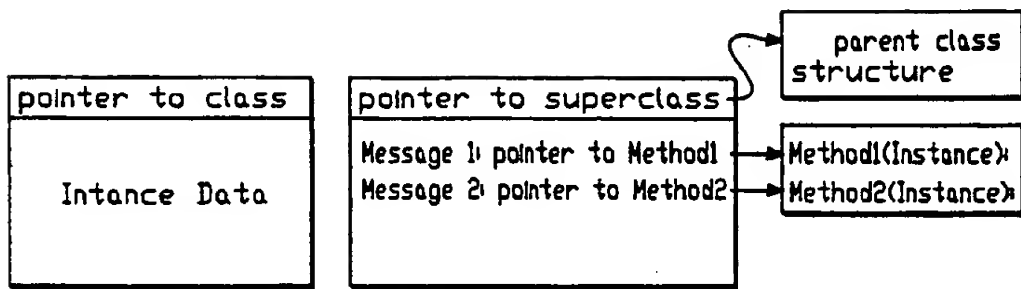 pointer to class
Intance Data
pointer to superclass
Message 1: pointer to Method1
Message 2: pointer to Method2
parent class
structure
Method1(Instance);
Method2(Instance);